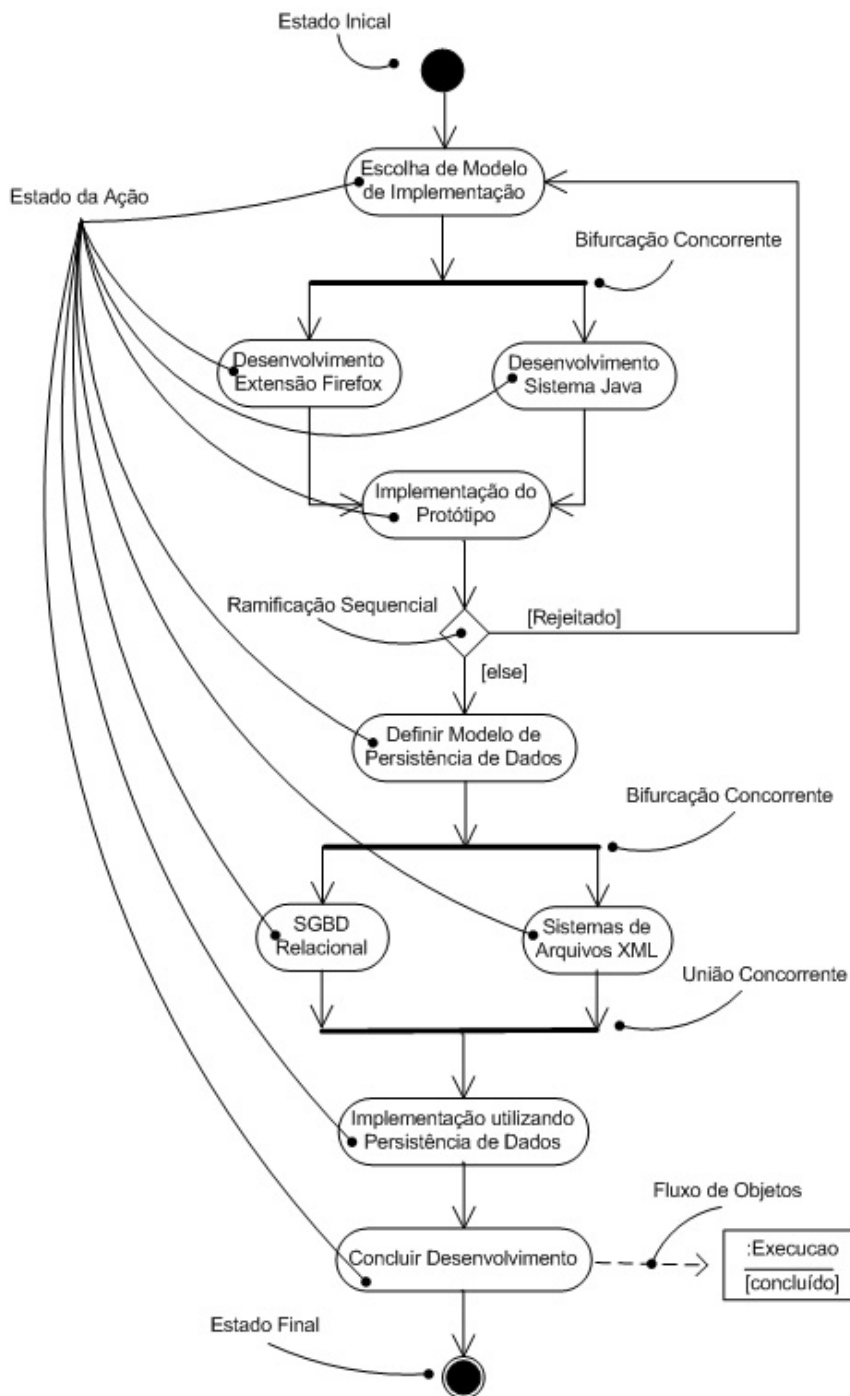 Estado Inical
Escolha de Modelo
de Implementação
Estado da Ação
Bifurcação Concorrente
Desenvolvimento
Extensão Firefox
Desenvolvimento
Sistema Java
Implementação do
Protótipo
Ramificação Sequencial
[Rejeitado]
[else]
Definir Modelo de
Persistência de Dados
Bifurcação Concorrente
SGBD
Relacional
Sistemas de
Arquivos XML
União Concorrente
Implementação utilizando
Persistência de Dados
Fluxo de Objetos
Concluir Desenvolvimento
:Execucao
[concluído]
Estado Final